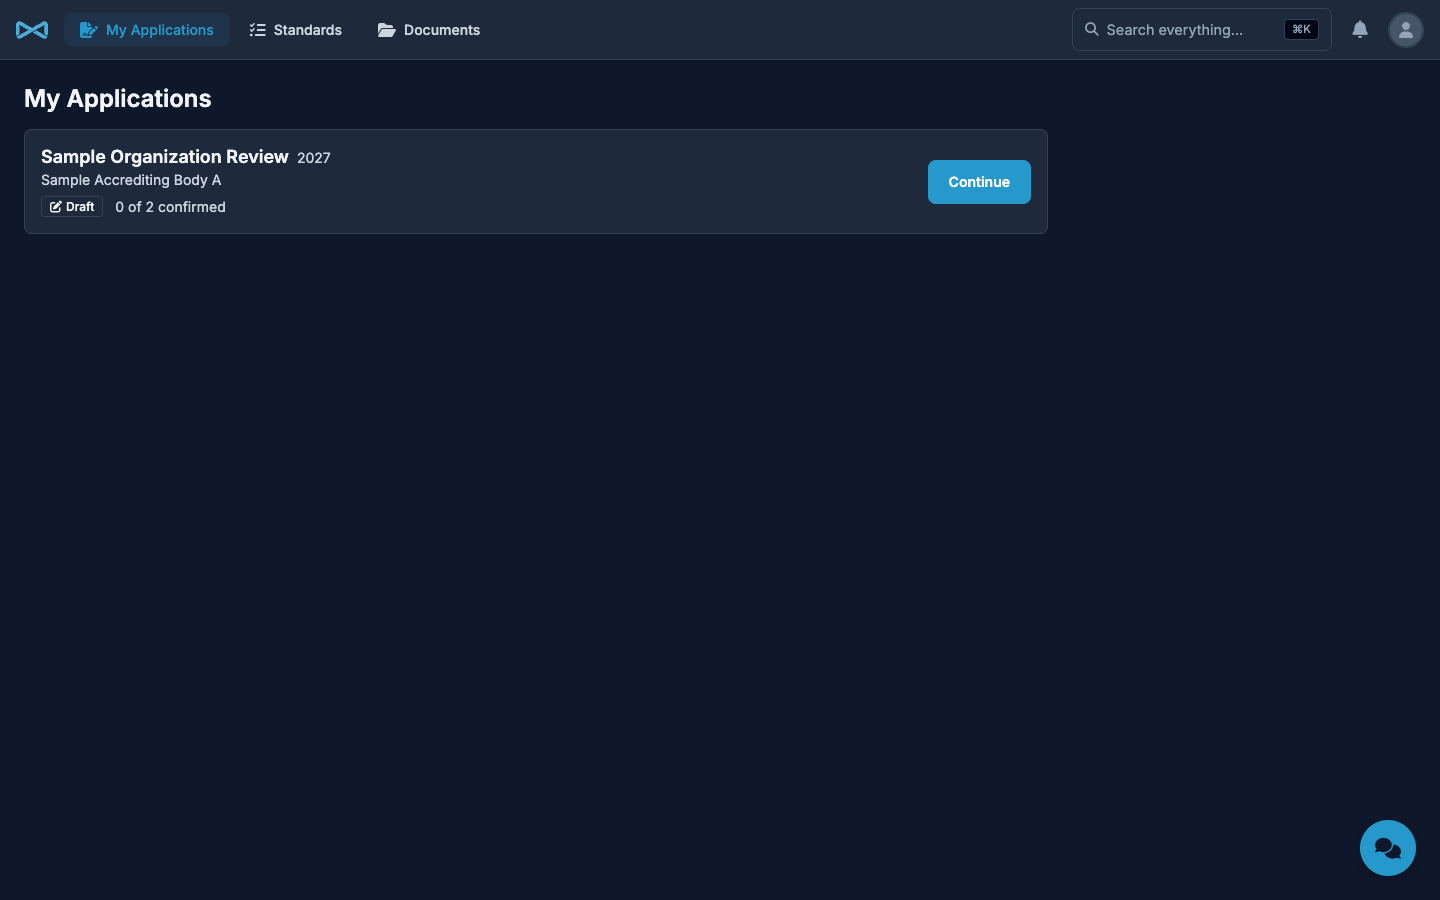 My Applications
Standards
Documents
Search everything...
⌘K
My Applications
Sample Organization Review 2027
Sample Accrediting Body A
Draft
0 of 2 confirmed
Continue